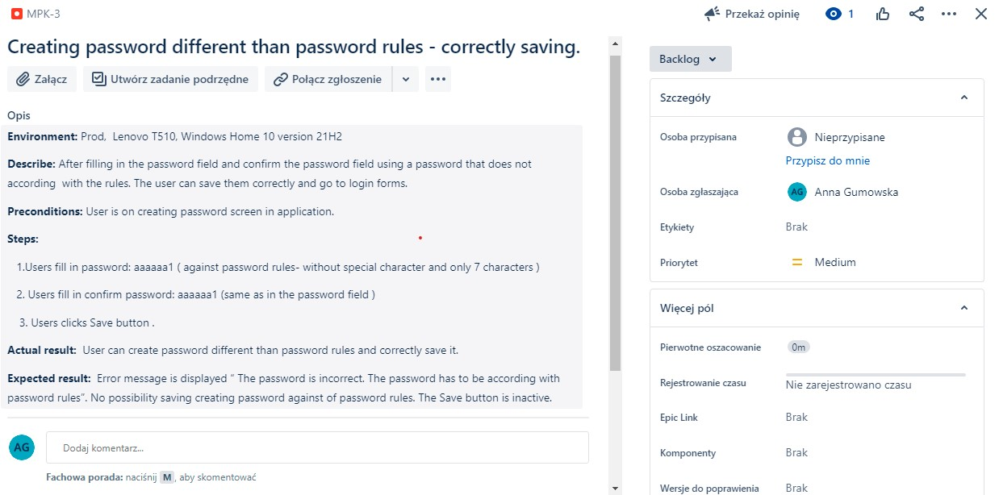 MPK-3
Przekaż opinię
1
Creating password different than password rules - correctly saving.
Załącz
Utwórz zadanie podrzędne
Połącz zgłoszenie
Opis
Environment: Prod, Lenovo T510, Windows Home 10 version 21H2
Describe: After filling in the password field and confirm the password field using a password that does not
according with the rules. The user can save them correctly and go to login forms.
Preconditions: User is on creating password screen in application.
Steps:
1.Users fill in password: aaaaaa1 ( against password rules- without special character and only 7 characters )
2. Users fill in confirm password: aaaaaa1 (same as in the password field )
3. Users clicks Save button .
Actual result: User can create password different than password rules and correctly save it.
Expected result: Error message is displayed “ The password is incorrect. The password has to be according with
password rules”. No possibility saving creating password against of password rules. The Save button is inactive.
AG
Dodaj komentarz...
Fachowa porada: naciśnij M, aby skomentować
Backlog
Szczegóły
Osoba przypisana
Nieprzypisane
Przypisz do mnie
Osoba zgłaszająca
AG Anna Gumowska
Etykiety
Brak
Priorytet
Medium
Więcej pól
Pierwotne oszacowanie
0m
Rejestrowanie czasu
Nie zarejestrowano czasu
Epic Link
Brak
Komponenty
Brak
Wersje do poprawienia
Brak